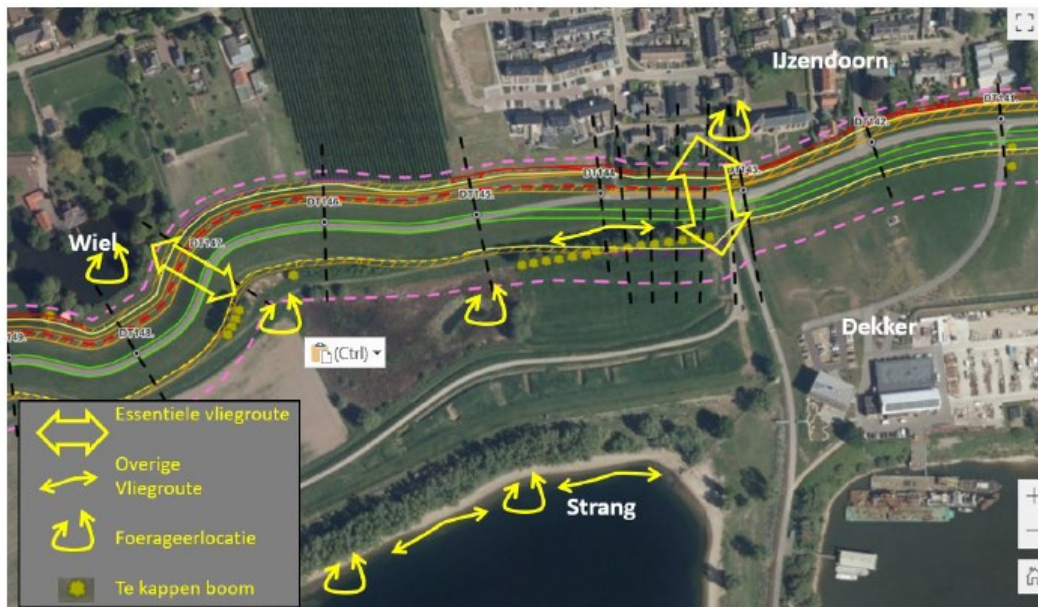 IJzendoorn
DT141.
DT142.
DT143.
DT144.
DT145.
DT146.
DT147.
Wiel
DT148.
149.
(Ctrl)
Dekker
Essentiele vliegroute
Overige
Vliegroute
Foerageerlocatie
Te kappen boom
Strang